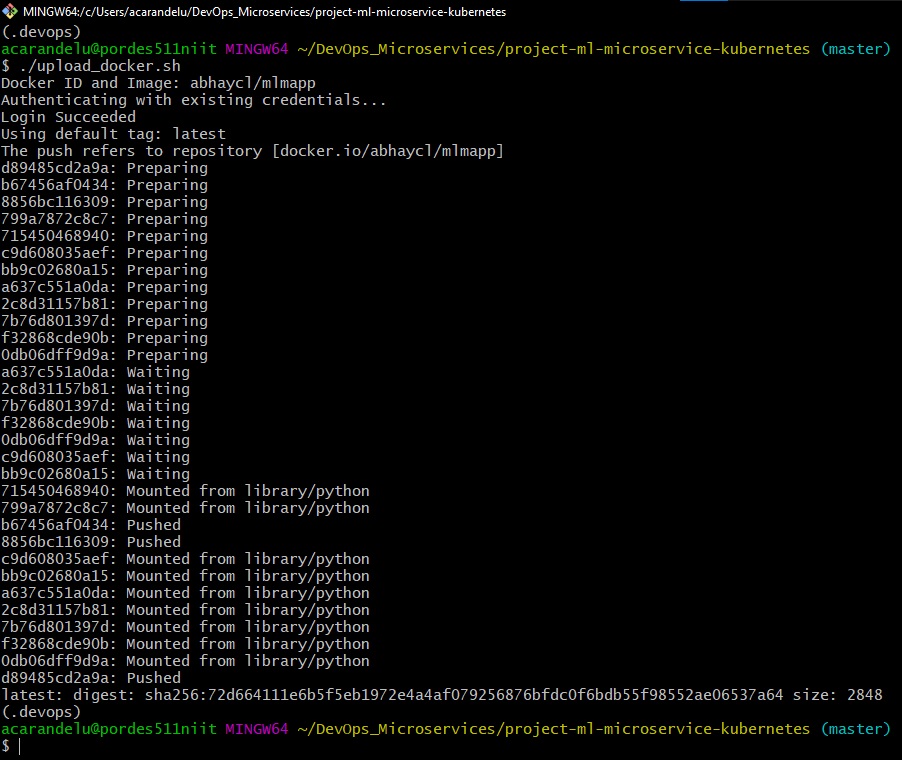 MINGW64:/c/Users/acarandelu/DevOps_Microservices/project-ml-microservice-kubernetes
(.devops)
acarandelu@pordes511niit MINGW64 ~/DevOps_Microservices/project-ml-microservice-kubernetes (master)
$ ./upload_docker.sh
Docker ID and Image: abhaycl/mlmapp
Authenticating with existing credentials...
Login Succeeded
Using default tag: latest
The push refers to repository [docker.io/abhaycl/mlmapp]
d89485cd2a9a: Preparing
b67456af0434: Preparing
8856bc116309: Preparing
799a7872c8c7: Preparing
715450468940: Preparing
c9d608035aef: Preparing
bb9c02680a15: Preparing
a637c551a0da: Preparing
2c8d31157b81: Preparing
7b76d801397d: Preparing
f32868cde90b: Preparing
0db06dff9d9a: Preparing
a637c551a0da: Waiting
2c8d31157b81: Waiting
7b76d801397d: Waiting
f32868cde90b: Waiting
0db06dff9d9a: Waiting
c9d608035aef: Waiting
bb9c02680a15: Waiting
715450468940: Mounted from library/python
799a7872c8c7: Mounted from library/python
b67456af0434: Pushed
8856bc116309: Pushed
c9d608035aef: Mounted from library/python
bb9c02680a15: Mounted from library/python
a637c551a0da: Mounted from library/python
2c8d31157b81: Mounted from library/python
7b76d801397d: Mounted from library/python
f32868cde90b: Mounted from library/python
0db06dff9d9a: Mounted from library/python
d89485cd2a9a: Pushed
latest: digest: sha256:72d664111e6b5f5eb1972e4a4af079256876bfdc0f6bdb55f98552ae06537a64 size: 2848
(.devops)
acarandelu@pordes511niit MINGW64 ~/DevOps_Microservices/project-ml-microservice-kubernetes (master)
$